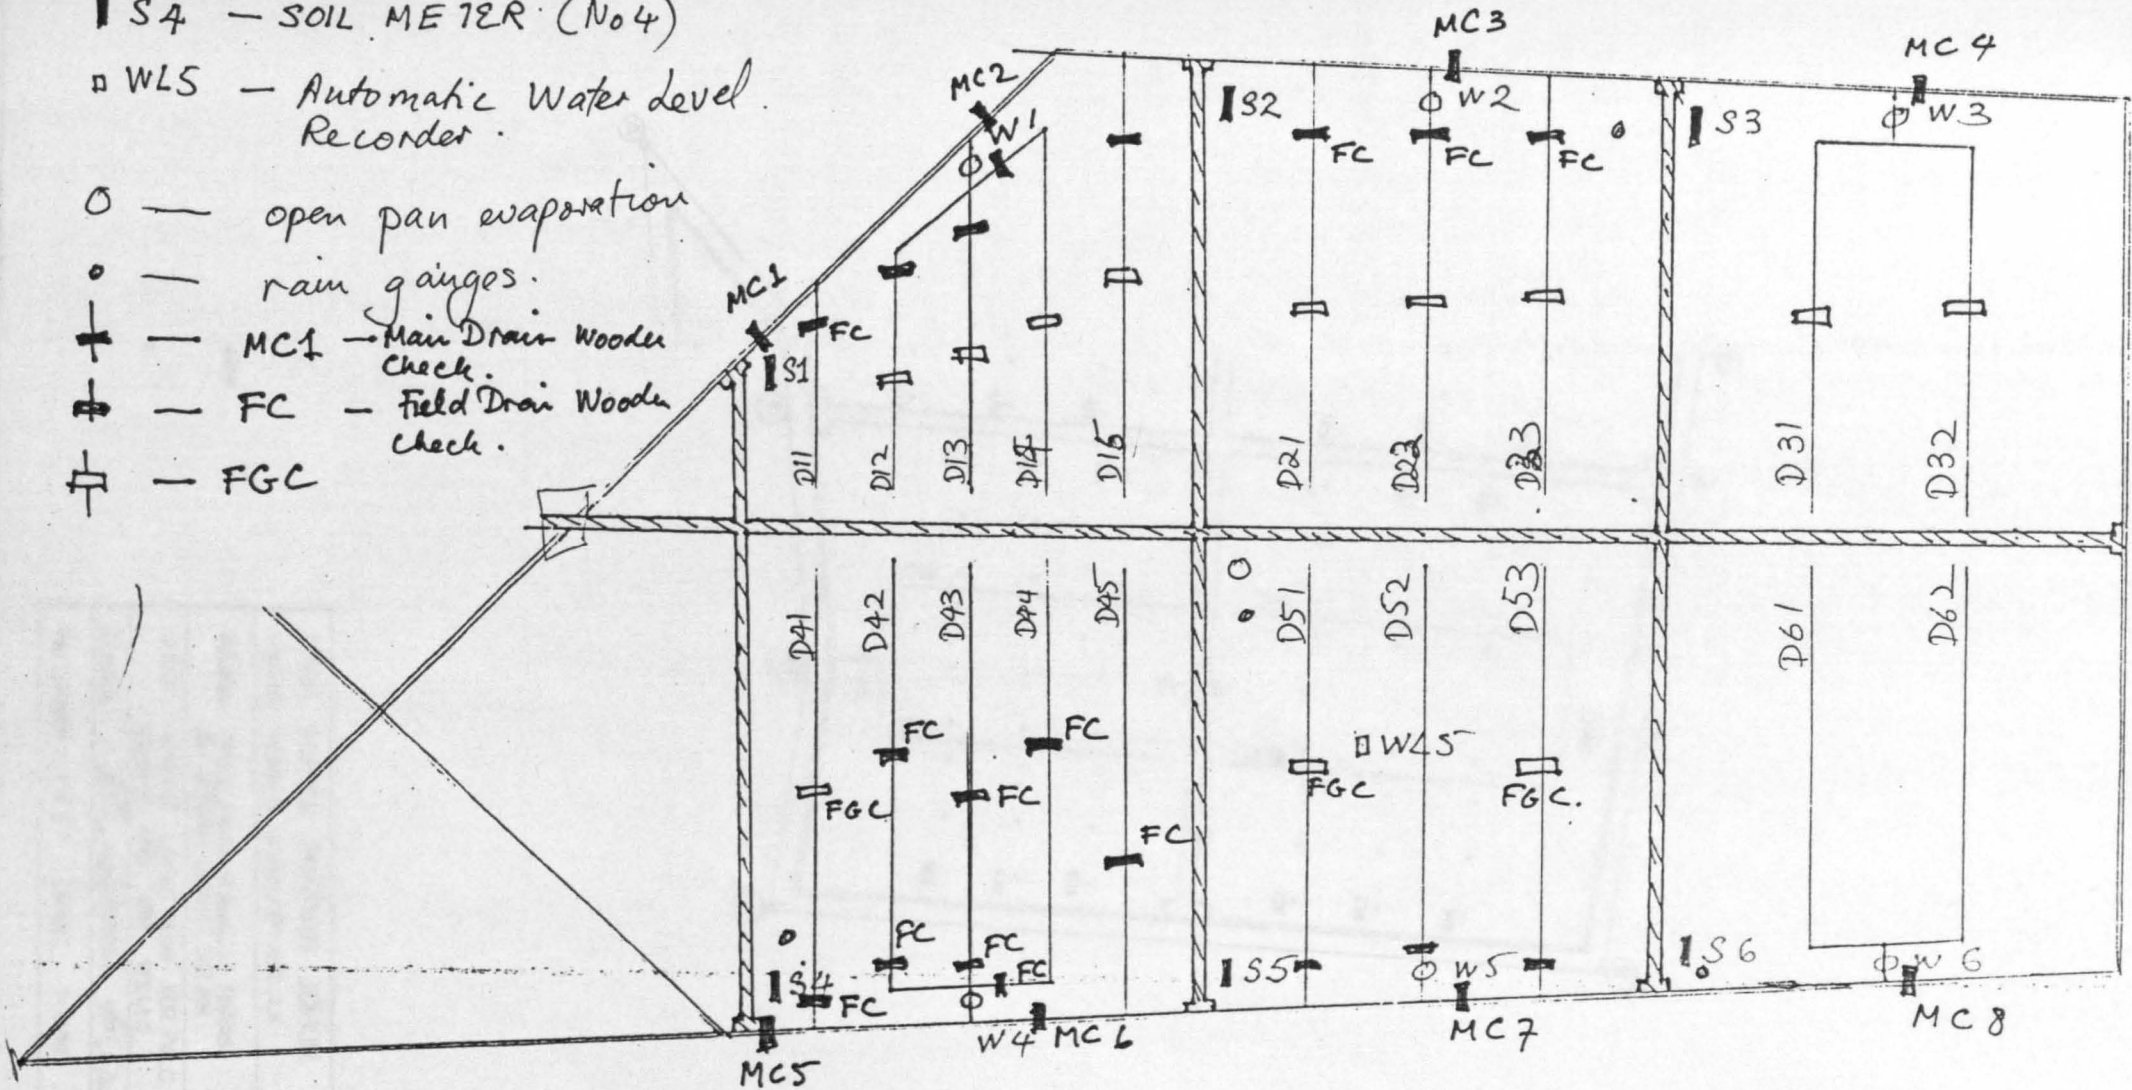 S4 — SOIL METER (No 4)
WL5 — Automatic Water Level
Recorder.
O — open pan evaporation
rain gauges.
MC1 — Main Drain Wooden
Check.
FC — Field Drain Wooden
Check.
FGC
MC1
MC2
MC3
MC4
S1
W1
S2
W2
S3
W3
FC
FC
FC
FC
D11
D12
D13
D14
D15
D21
D31
D32
D41
D42
D43
D44
D45
D51
D52
D53
D61
D62
FC
FC
FC
FGC
FC
WL5
FGC
FGC.
FC
FC
FC
FC
S4
S5
W5
S6
W6
W4
MC5
MC6
MC7
MC8